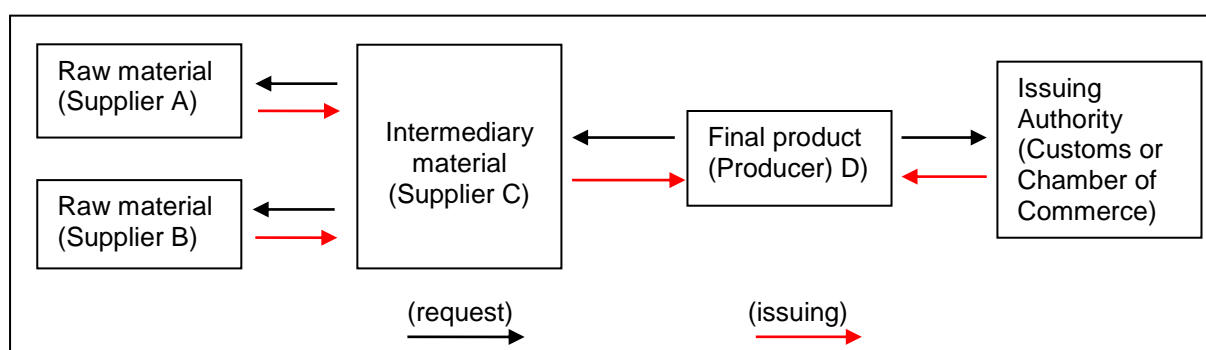 Raw material
(Supplier A)
Raw material
(Supplier B)
Intermediary
material
(Supplier C)
Final product
(Producer) D)
Issuing
Authority
(Customs or
Chamber of
Commerce)
(request)
(issuing)